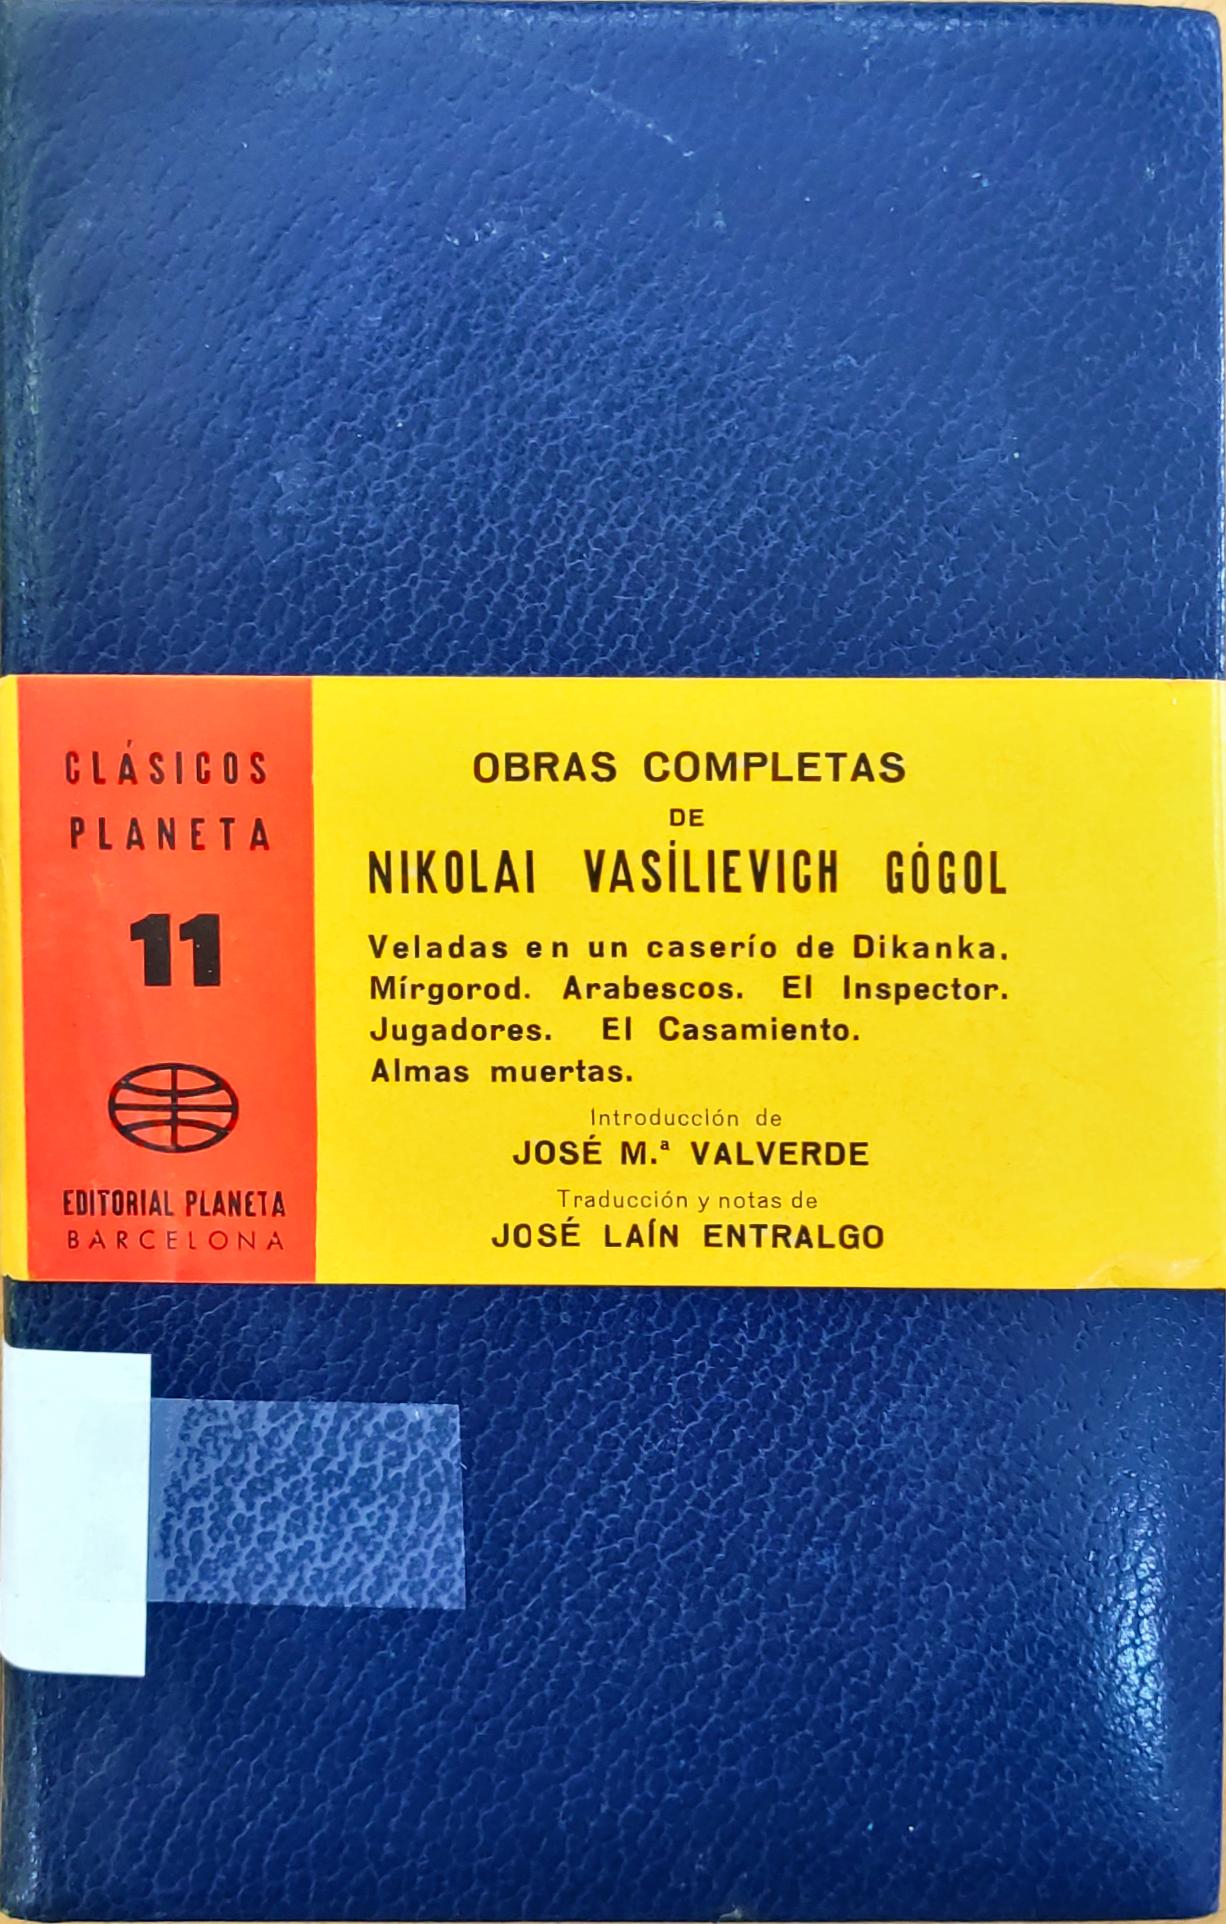 CLÁSICOS
PLANETA
11
EDITORIAL PLANETA
BARCELONA
OBRAS COMPLETAS
DE
NIKOLAI VASÍLIEVICH GÓGOL
Veladas en un caserío de Dikanka.
Mírgorod. Arabescos. El Inspector.
Jugadores. El Casamiento.
Almas muertas.
Introducción de
JOSÉ M.ª VALVERDE
Traducción y notas de
JOSÉ LAÍN ENTRALGO